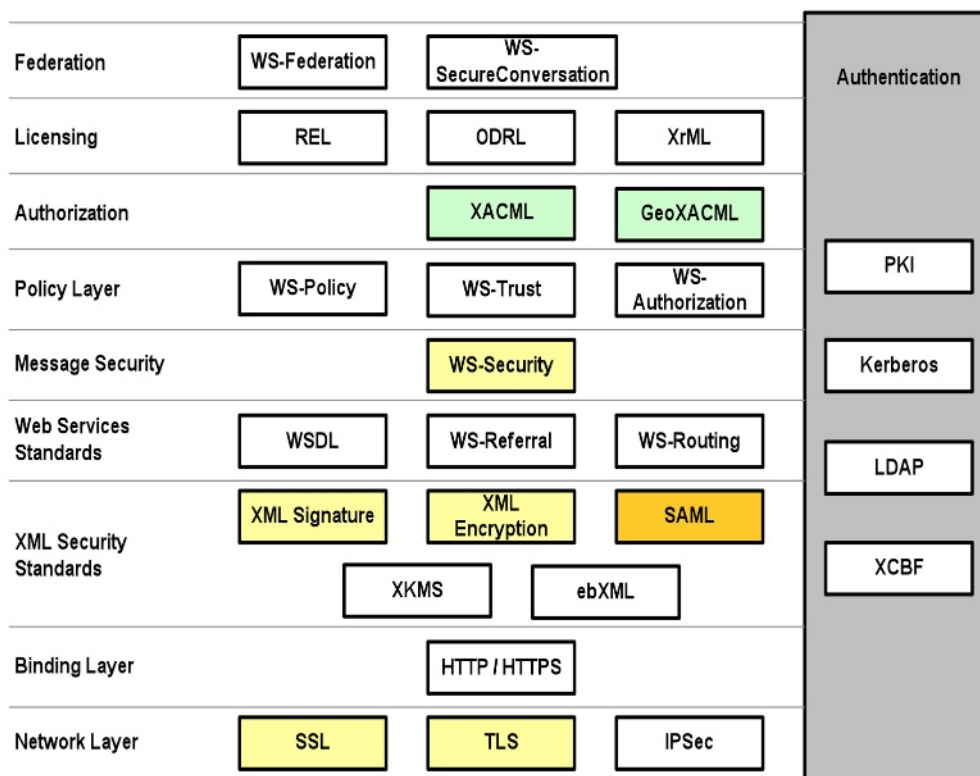 Federation
WS-Federation
WS-
SecureConversation
Authentication
Licensing
REL
ODRL
XrML
Authorization
XACML
GeoXACML
PKI
Policy Layer
WS-Policy
WS-Trust
WS-
Authorization
Message Security
WS-Security
Kerberos
Web Services
Standards
WSDL
WS-Referral
WS-Routing
LDAP
XML Security
Standards
XML Signature
XML
Encryption
SAML
XKMS
ebXML
XCBF
Binding Layer
HTTP / HTTPS
Network Layer
SSL
TLS
IPSec